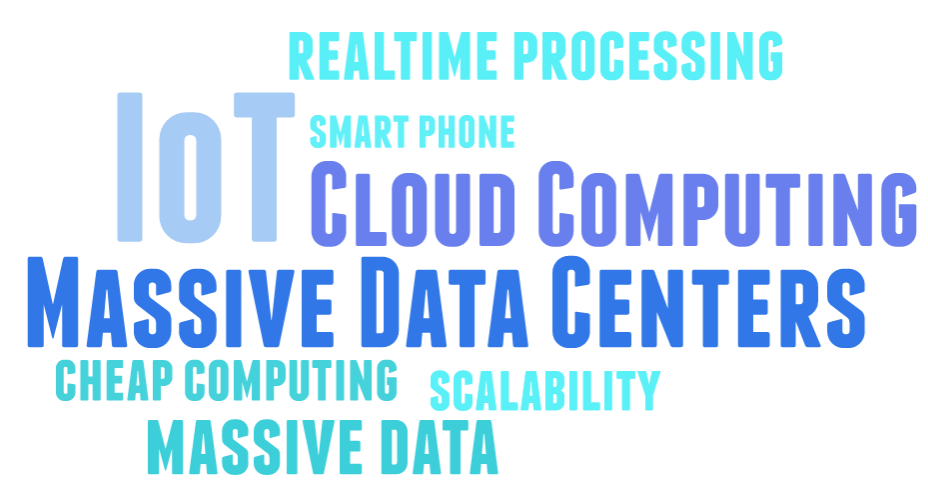 REALTIME PROCESSING
IoT
SMART PHONE
CLOUD COMPUTING
MASSIVE DATA CENTERS
CHEAP COMPUTING
SCALABILITY
MASSIVE DATA